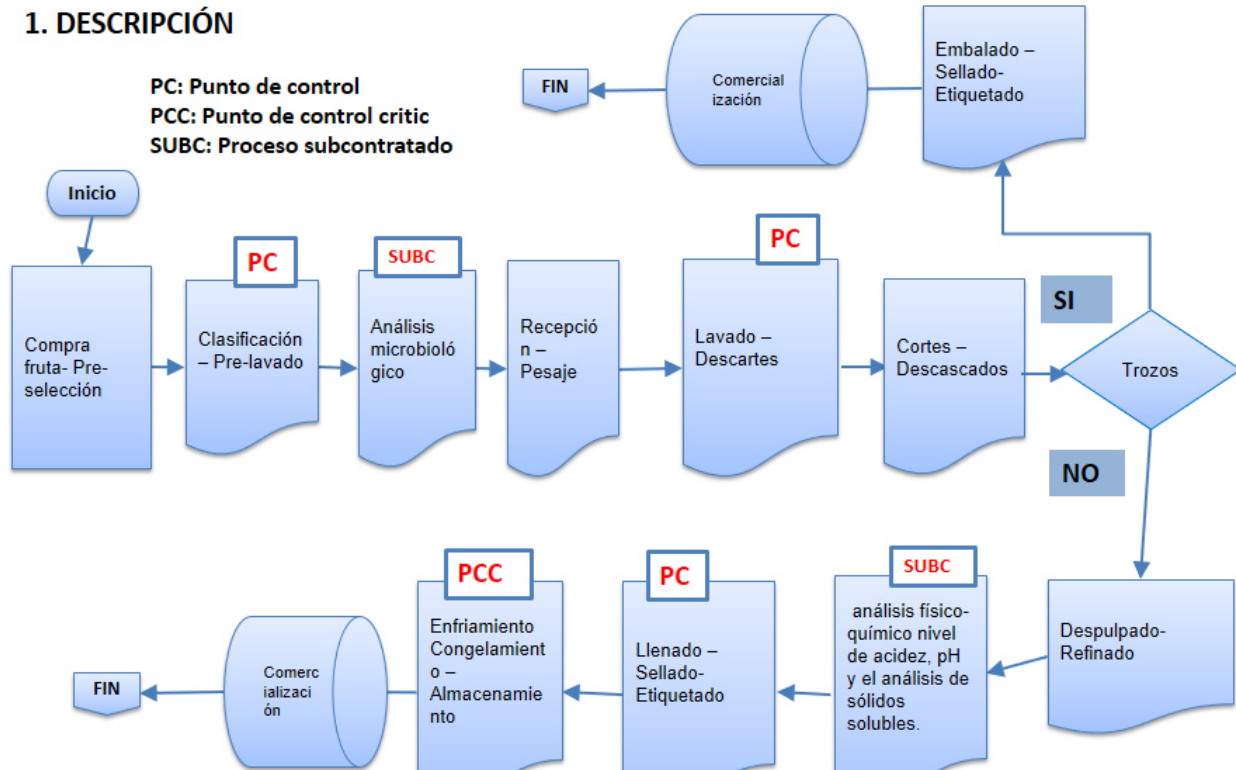 1. DESCRIPCIÓN
PC: Punto de control
PCC: Punto de control critic
SUBC: Proceso subcontratado
FIN
Comercial
ización
Embalado –
Sellado-
Etiquetado
Inicio
Compra
fruta- Pre-
selección
PC
Clasificación
– Pre-lavado
SUBC
Análisis
microbioló
gico
Recepció
n –
Pesaje
PC
Lavado –
Descartes
Cortes –
Descascados
SI
Trozos
NO
FIN
Comerc
ializaci
ón
PCC
Enfriamiento
Congelamient
o –
Almacenamie
nto
PC
Llenado –
Sellado-
Etiquetado
SUBC
análisis físico-
químico nivel
de acidez, pH
y el análisis de
sólidos
solubles.
Despulpado-
Refinado